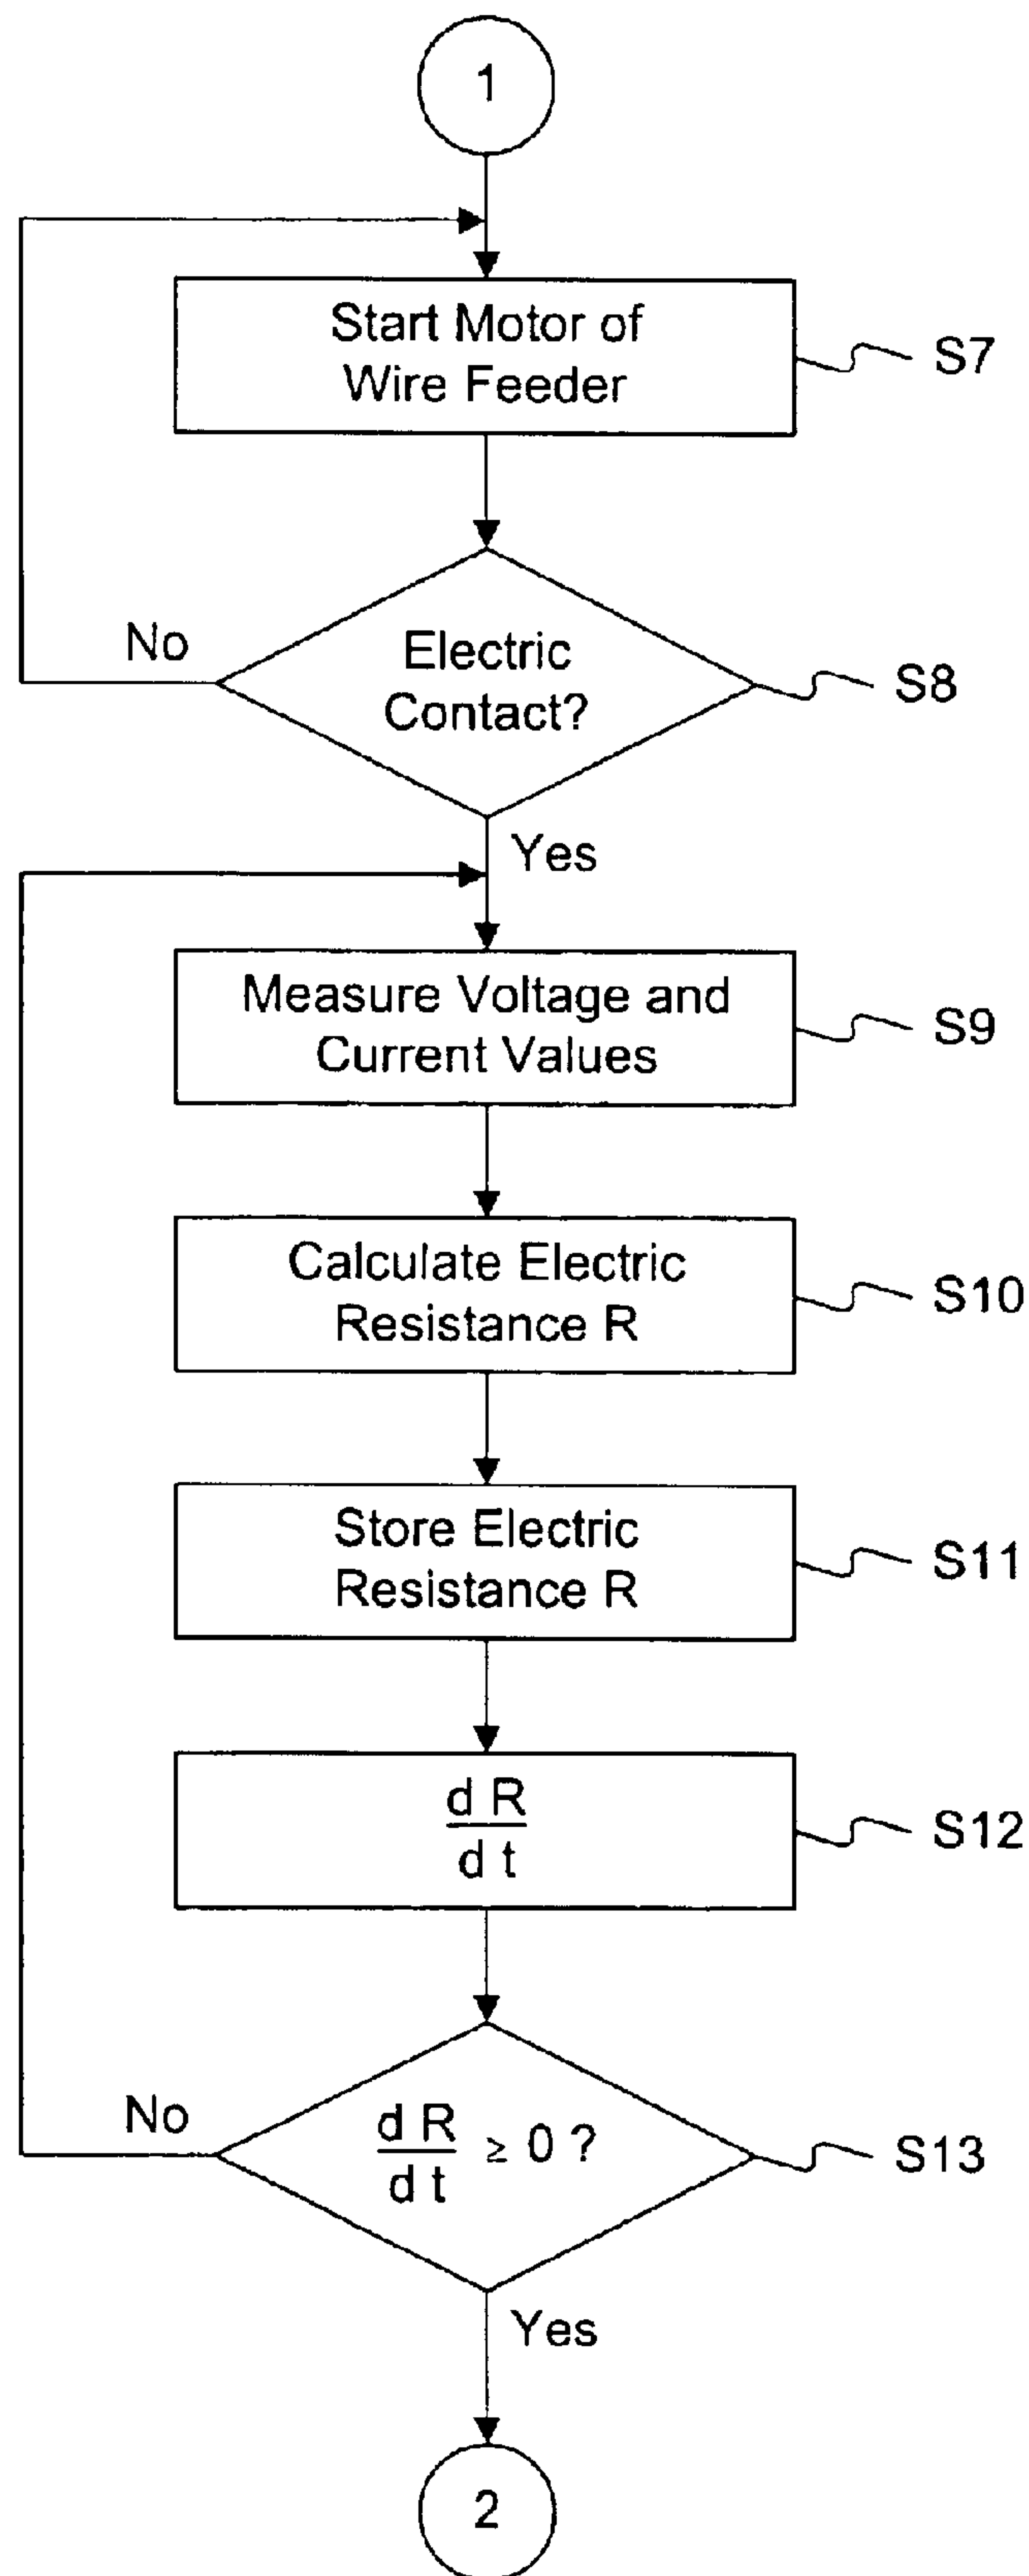 1
Start Motor of
Wire Feeder
S7
No
Electric
Contact?
S8
Yes
Measure Voltage and
Current Values
S9
Calculate Electric
Resistance R
S10
Store Electric
Resistance R
S11
d R
d t
S12
No
d R
d t
≥ 0 ?
S13
Yes
2